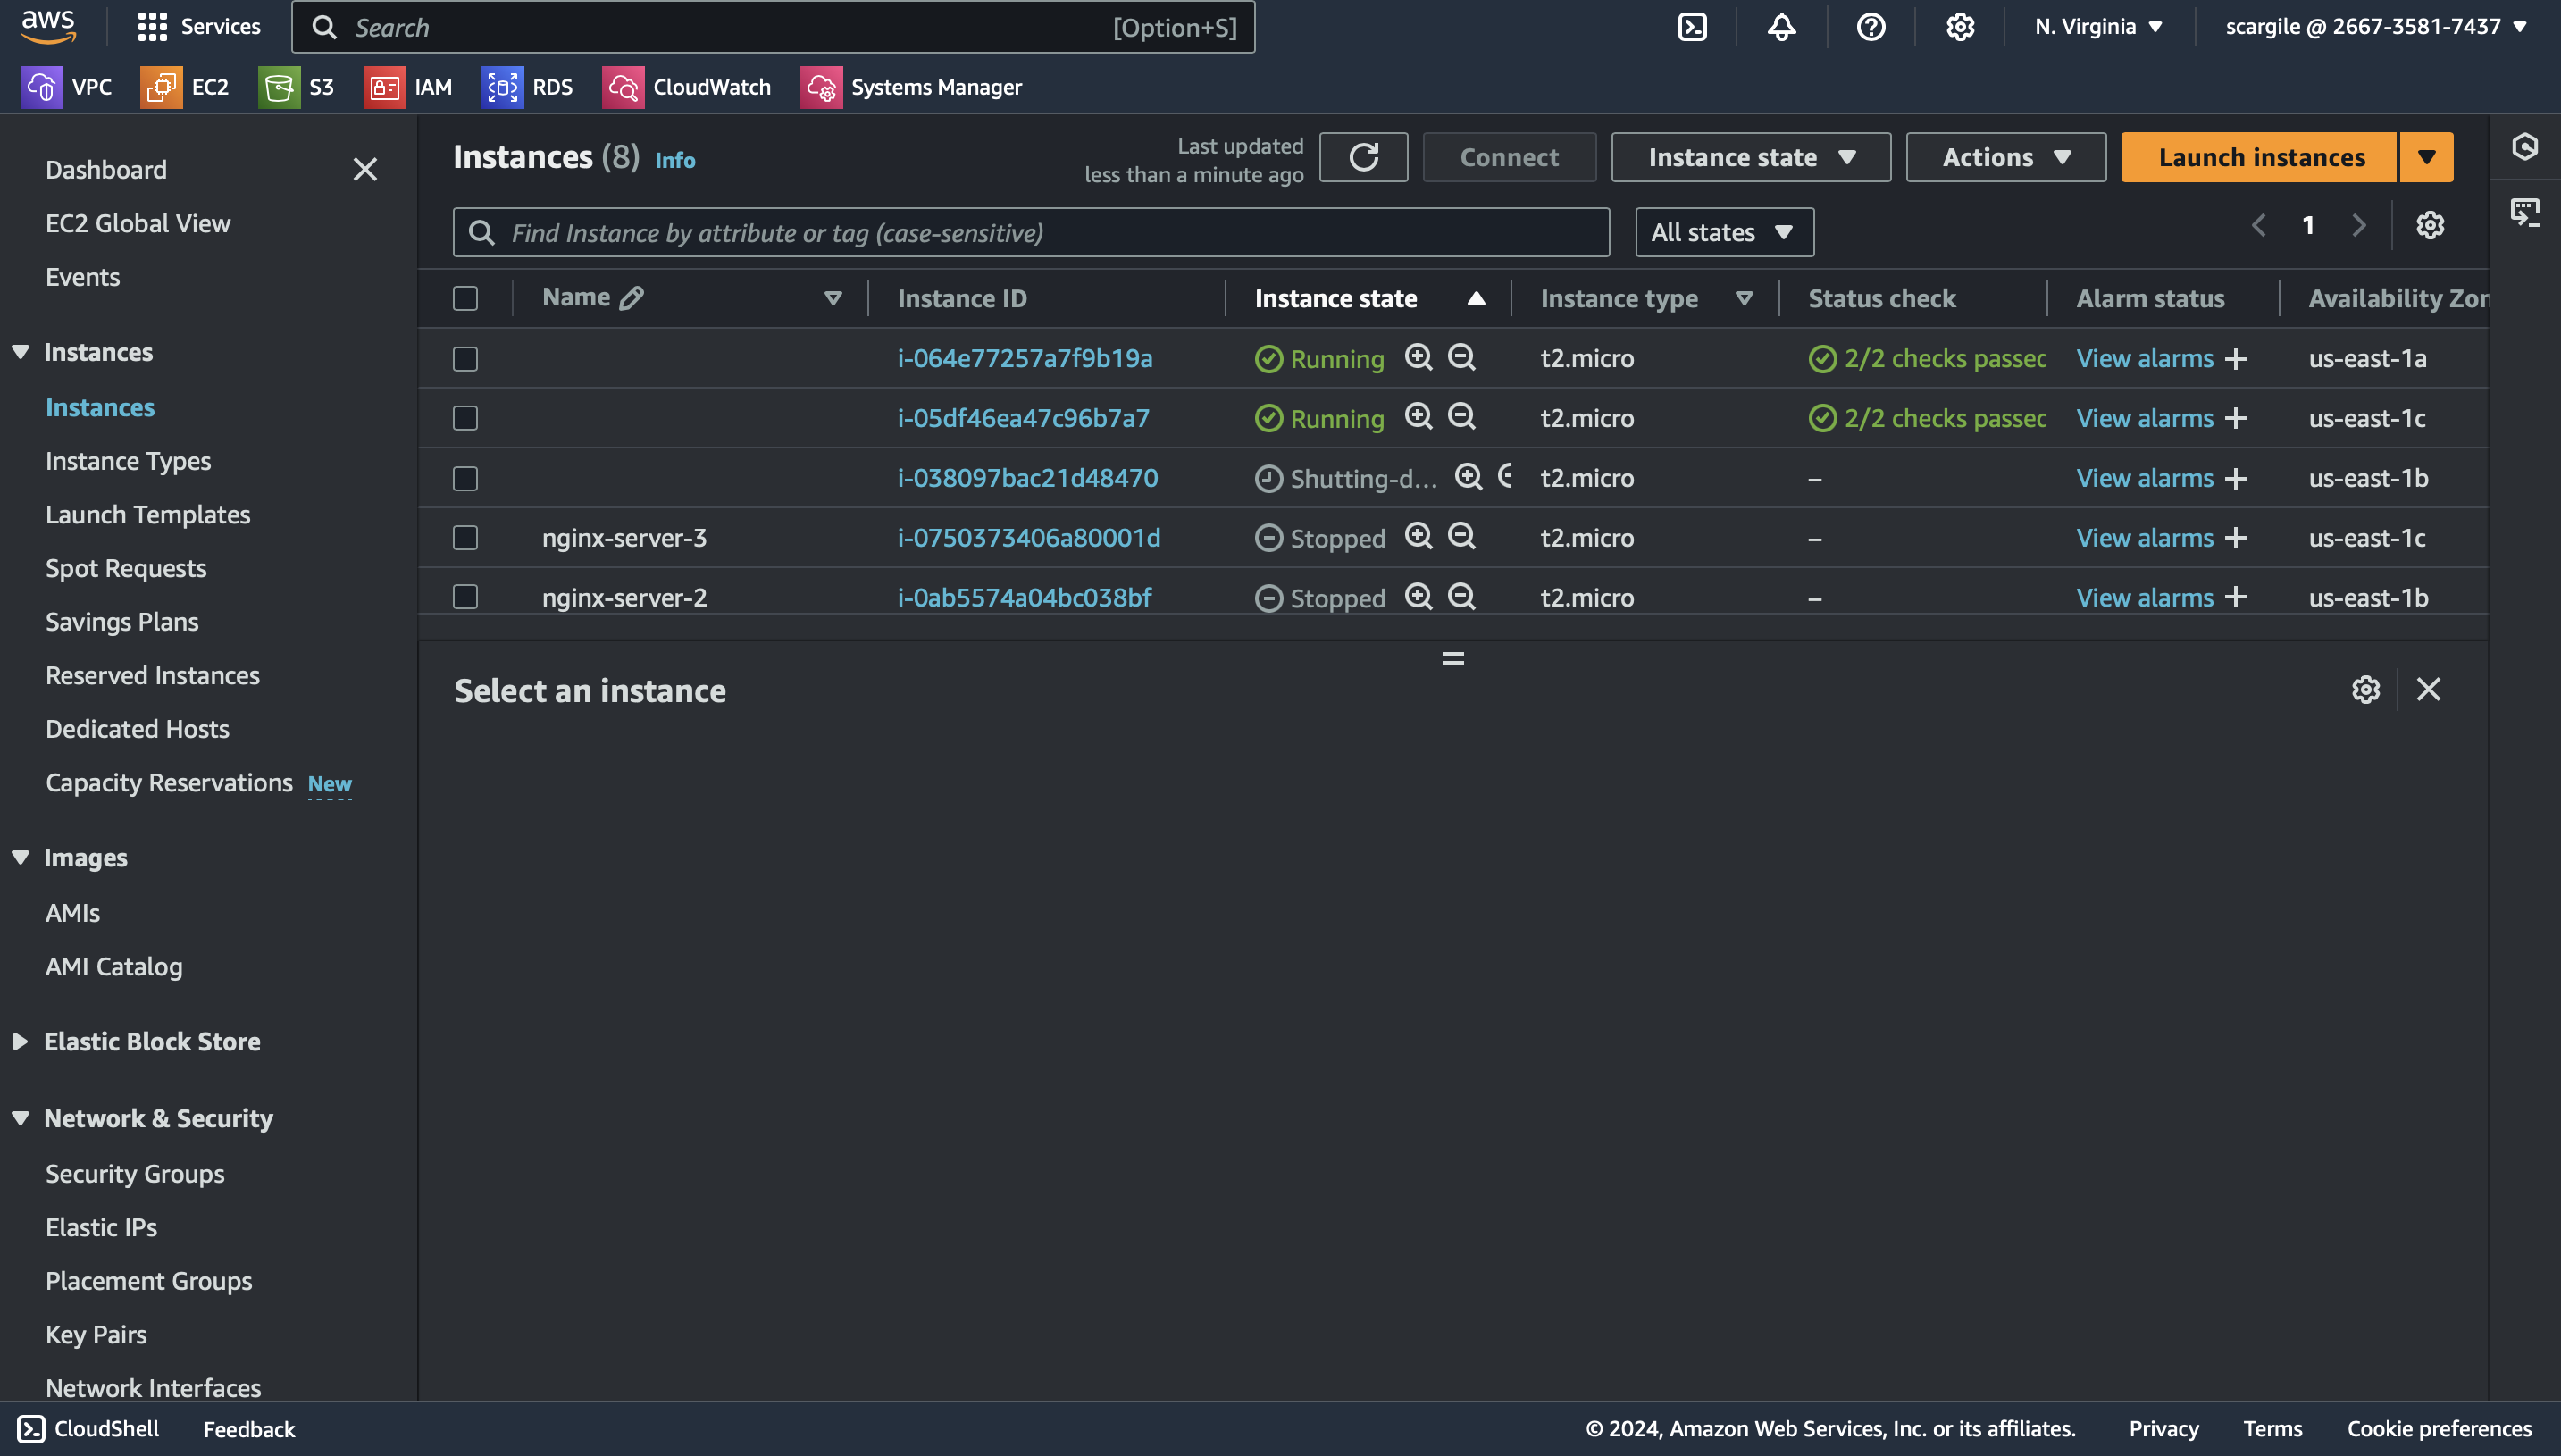 aws
Services
Search [Option+S]
N. Virginia
scargile @ 2667-3581-7437
VPC EC2 S3 IAM RDS CloudWatch Systems Manager
Dashboard
EC2 Global View
Events
Instances
Instances
Instance Types
Launch Templates
Spot Requests
Savings Plans
Reserved Instances
Dedicated Hosts
Capacity Reservations New
Images
AMIs
AMI Catalog
Elastic Block Store
Network & Security
Security Groups
Elastic IPs
Placement Groups
Key Pairs
Network Interfaces
Instances (8) Info
Last updated
less than a minute ago
Connect
Instance state
Actions
Launch instances
Find Instance by attribute or tag (case-sensitive)
All states
1
Name Instance ID Instance state Instance type Status check Alarm status Availability Zon
i-064e77257a7f9b19a Running t2.micro 2/2 checks passec View alarms + us-east-1a
i-05df46ea47c96b7a7 Running t2.micro 2/2 checks passec View alarms + us-east-1c
i-038097bac21d48470 Shutting-d... t2.micro – View alarms + us-east-1b
nginx-server-3 i-0750373406a80001d Stopped t2.micro – View alarms + us-east-1c
nginx-server-2 i-0ab5574a04bc038bf Stopped t2.micro – View alarms + us-east-1b
Select an instance
CloudShell Feedback
© 2024, Amazon Web Services, Inc. or its affiliates. Privacy Terms Cookie preferences